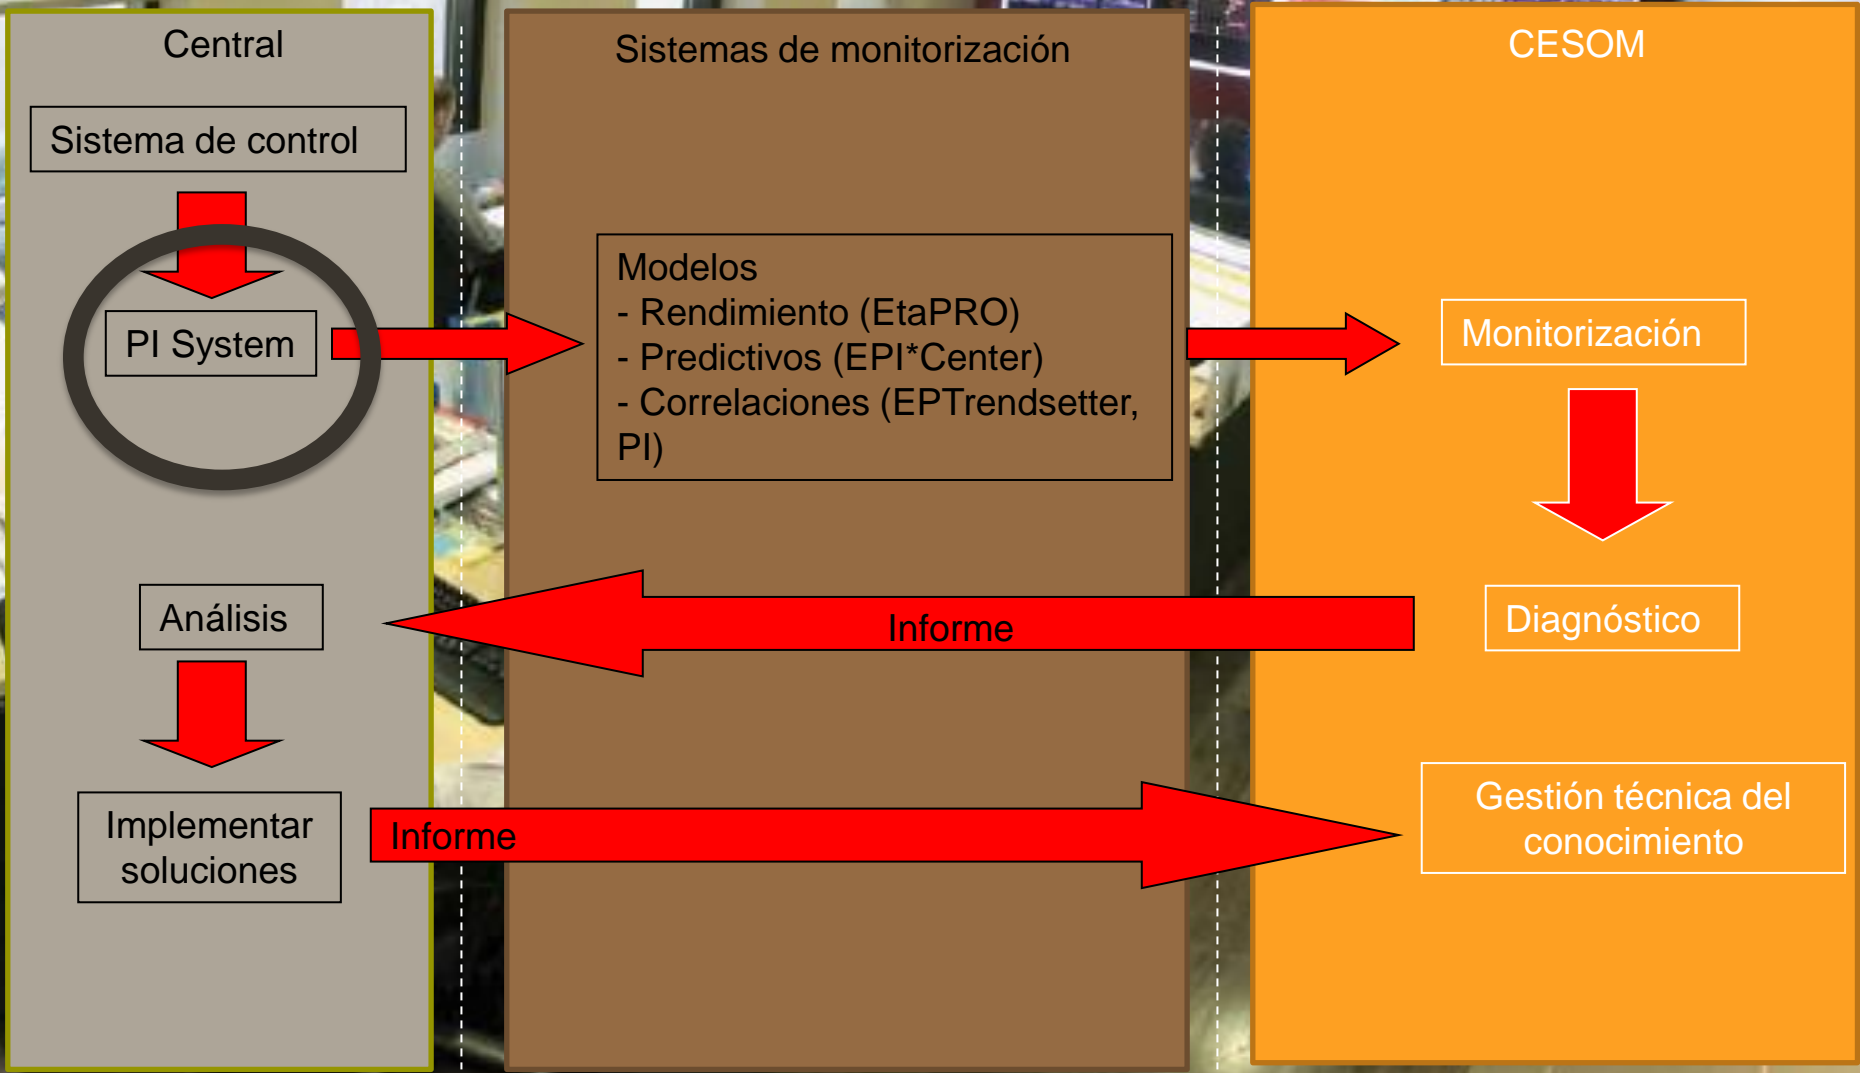 Central
Sistema de control
PI System
Análisis
Implementar
soluciones
Sistemas de monitorización
Modelos
- Rendimiento (EtaPRO)
- Predictivos (EPI*Center)
- Correlaciones (EPTrendsetter,
PI)
Informe
Informe
CESOM
Monitorización
Diagnóstico
Gestión técnica del
conocimiento